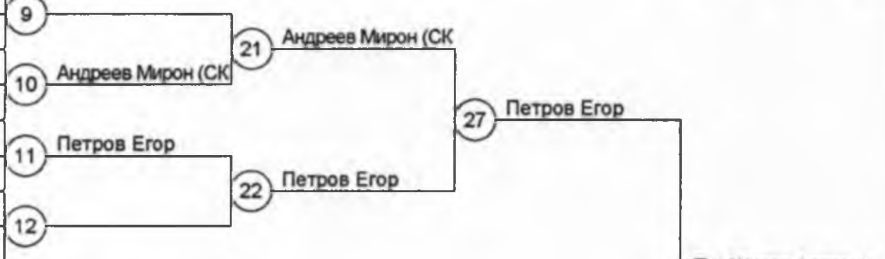 9
21 Андреев Мирон (СК
10 Андреев Мирон (СК
27 Петров Егор
11 Петров Егор
22 Петров Егор
12